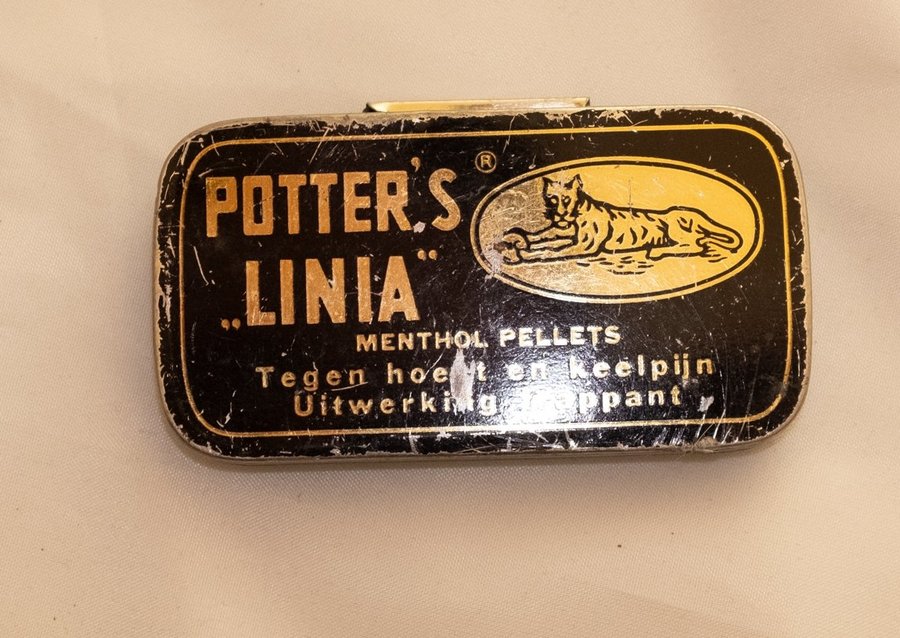 POTTER'S ®
„LINIA“
MENTHOL PELLETS
Tegen hoest en keelpijn
Uitwerking frappant